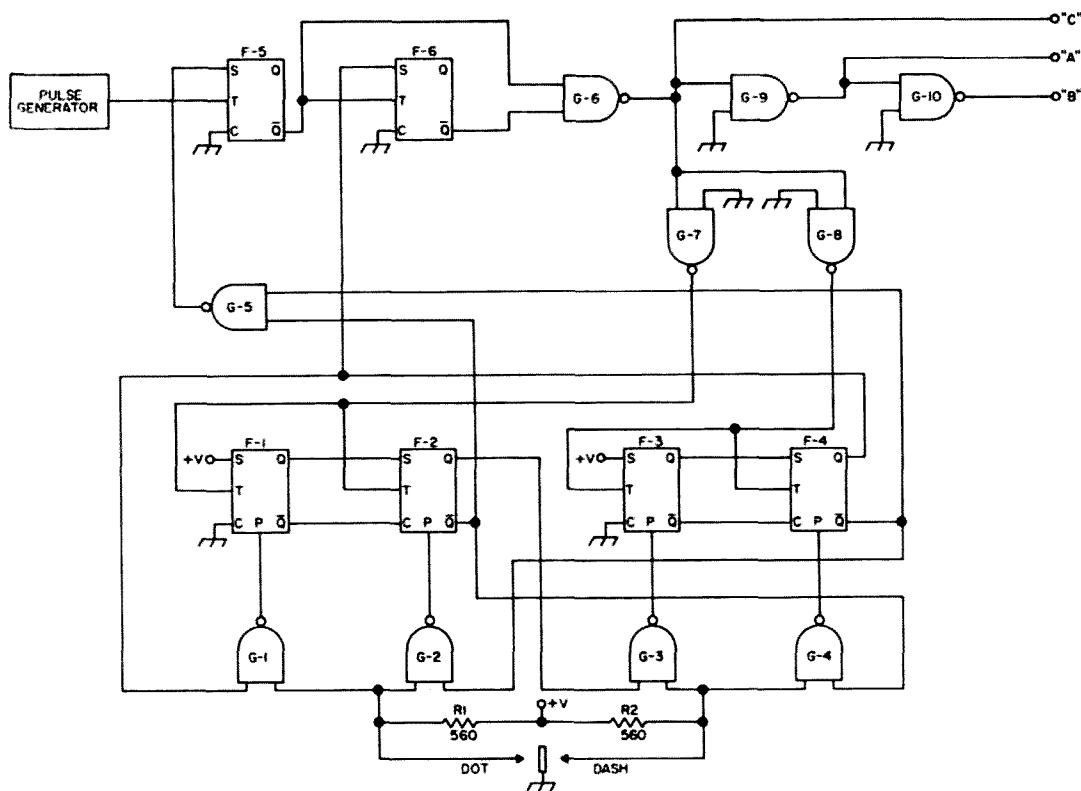 "C"
F-5
F-6
"A"
PULSE
GENERATOR
S Q
T
C Q̅
S Q
T
C Q̅
G-6
G-9
G-10
"B"
G-7
G-8
G-5
F-1
F-2
F-3
F-4
+V
S Q
T
C P Q̅
S Q
T
C P Q̅
+V
S Q
T
C P Q̅
S Q
T
C P Q̅
G-1
G-2
G-3
G-4
R1
560
+V
R2
560
DOT
DASH